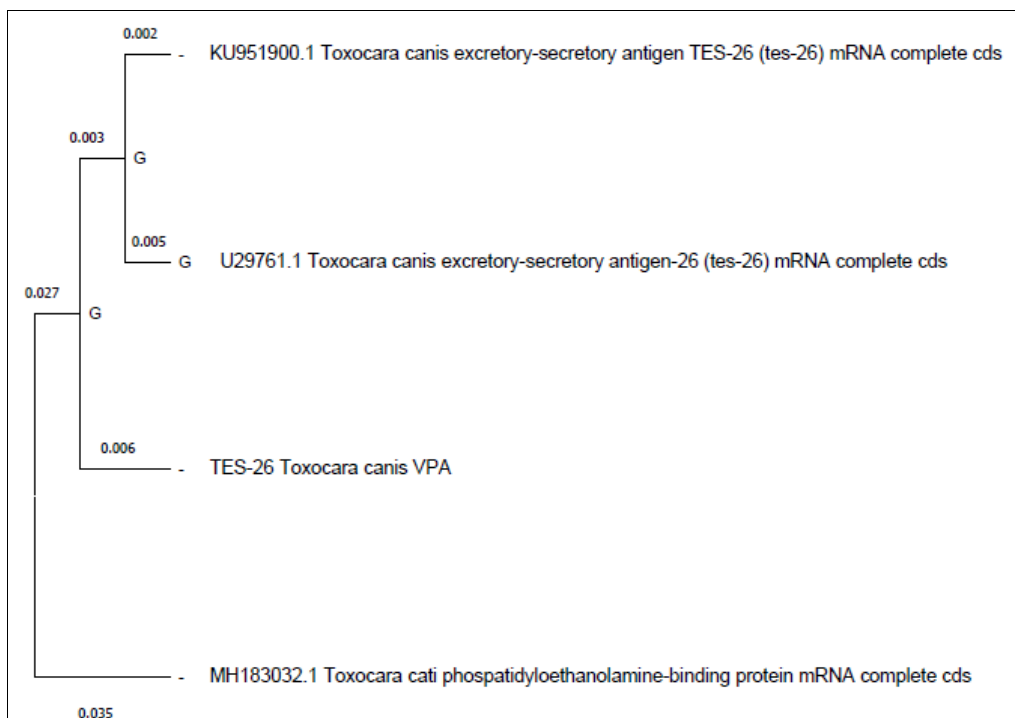 0.002
- KU951900.1 Toxocara canis excretory-secretory antigen TES-26 (tes-26) mRNA complete cds
0.003
G
0.005
G U29761.1 Toxocara canis excretory-secretory antigen-26 (tes-26) mRNA complete cds
0.027
G
0.006
- TES-26 Toxocara canis VPA
- MH183032.1 Toxocara cati phospatidyloethanolamine-binding protein mRNA complete cds
0.035